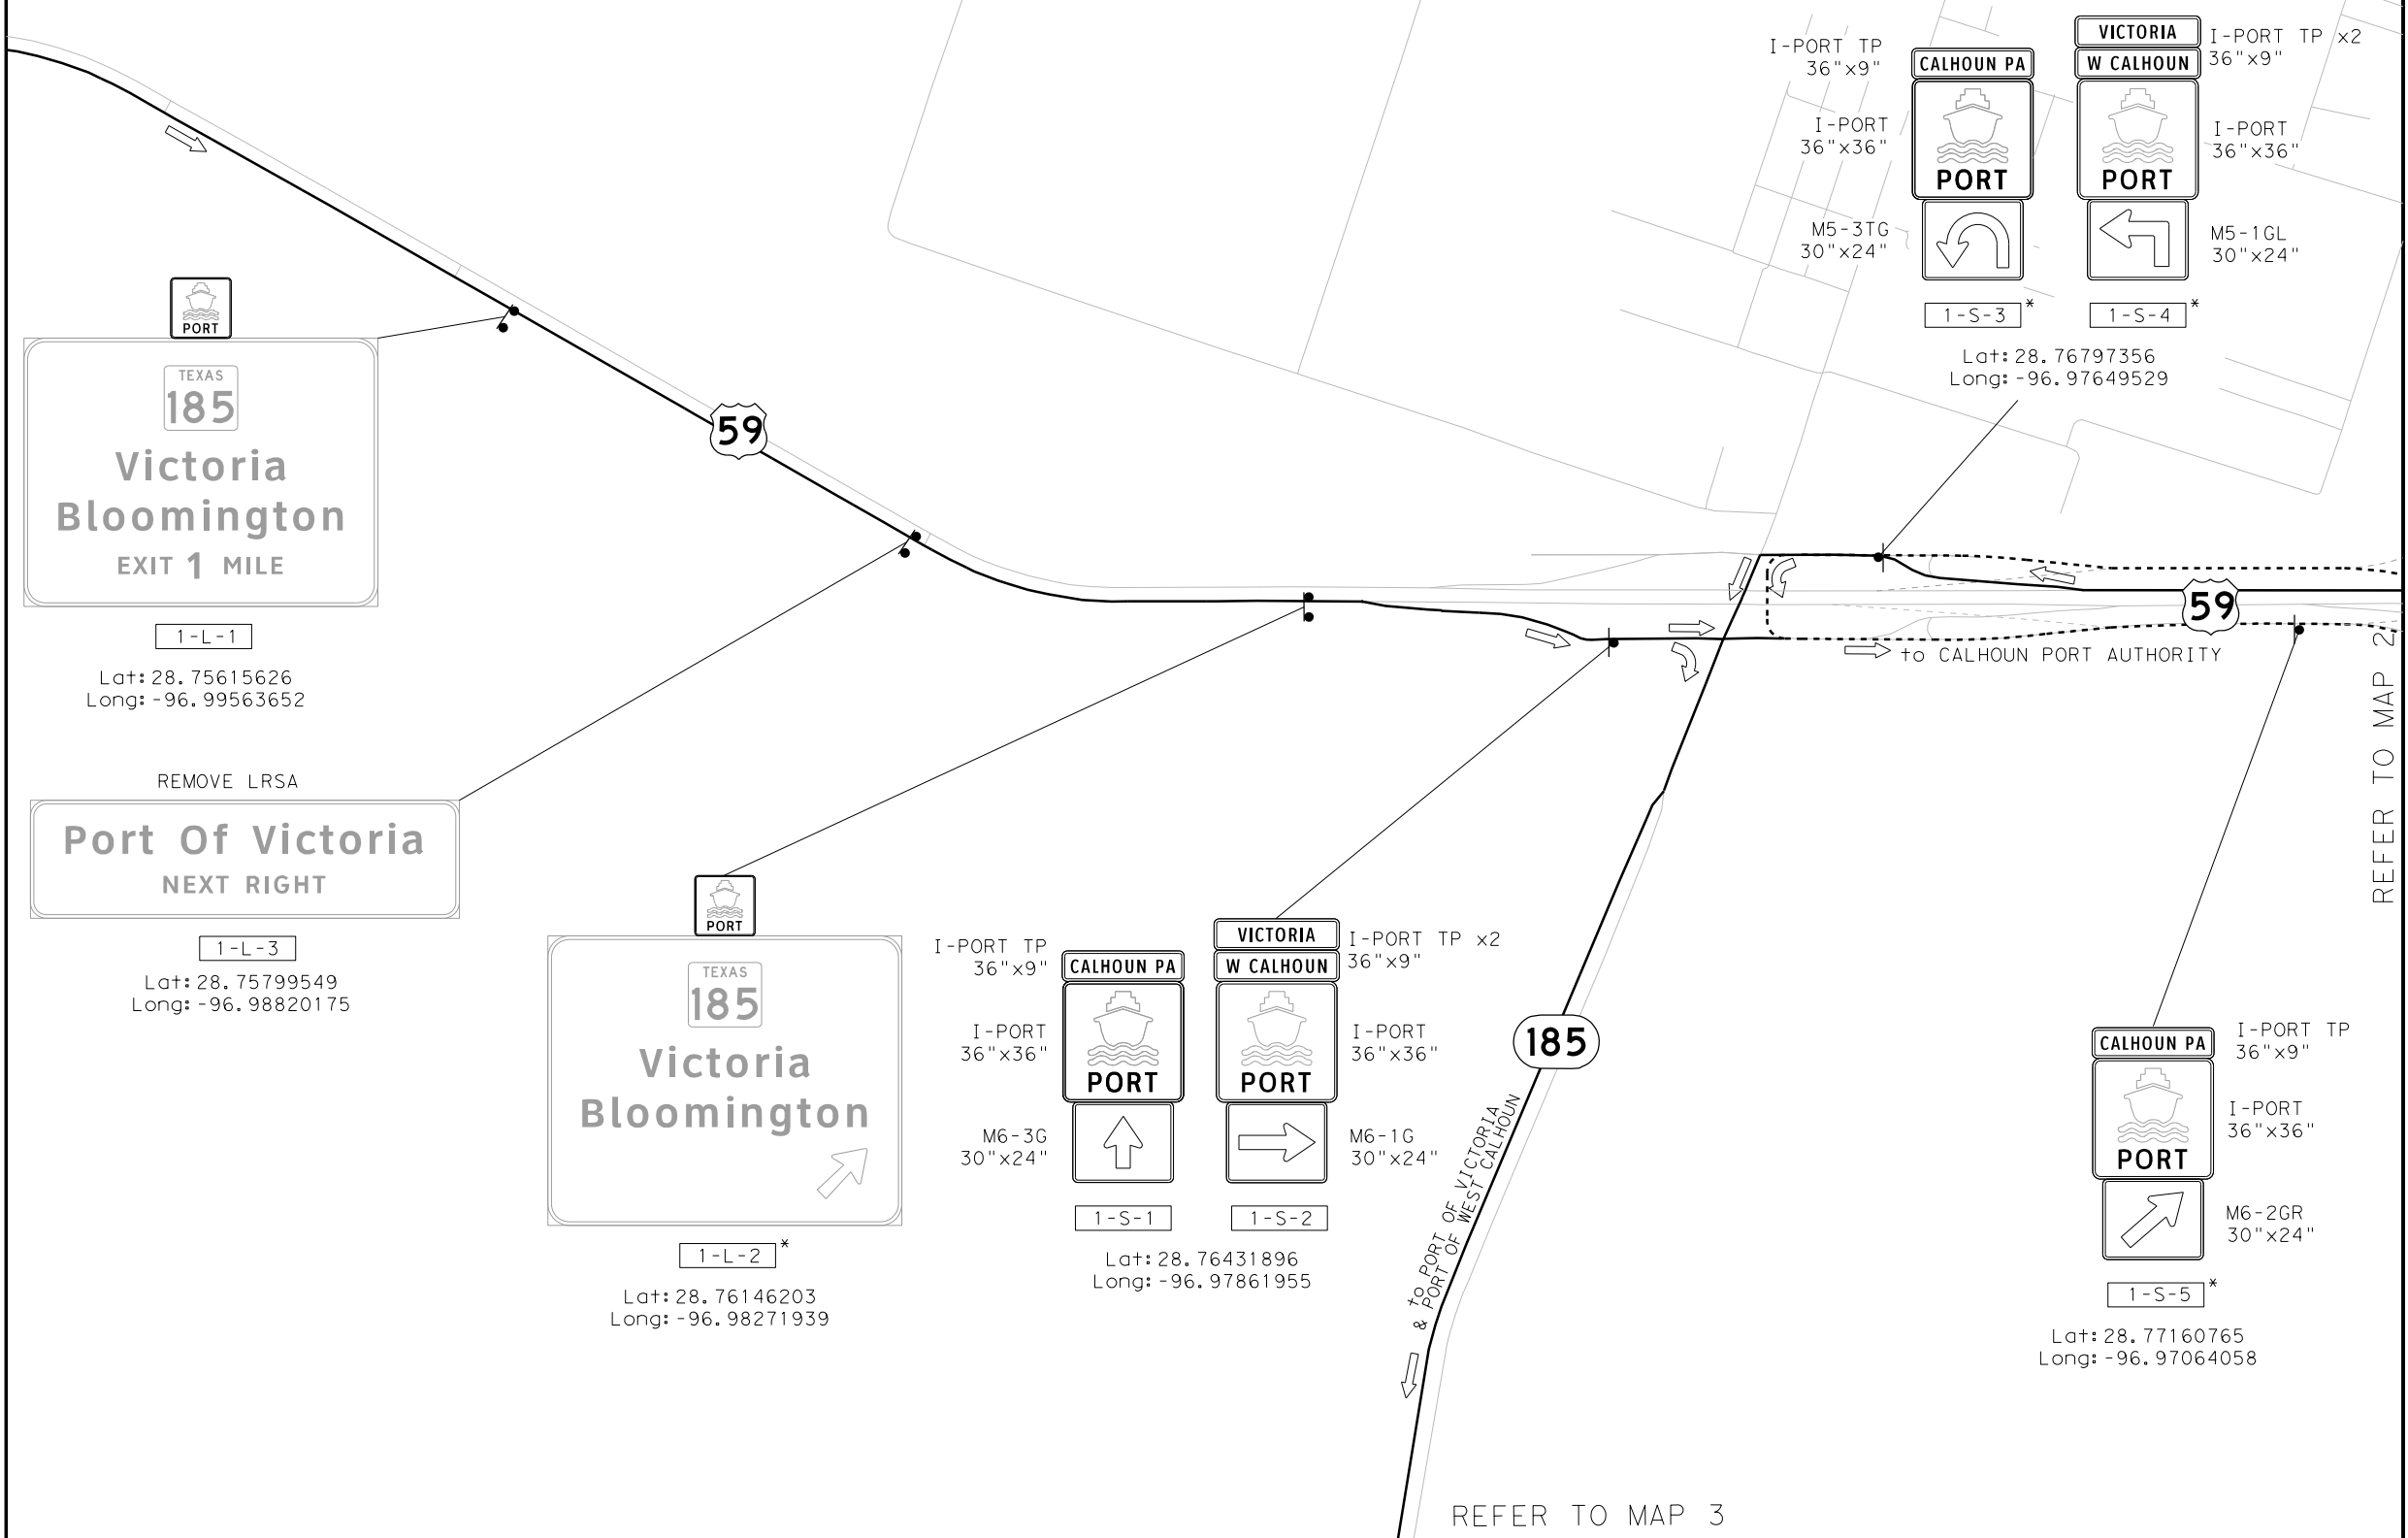 I-PORT TP
36"x9"
CALHOUN PA
I-PORT
36"x36"
PORT
M5-3TG
30"x24"
1-S-3*
VICTORIA
W CALHOUN
I-PORT TP x2
36"x9"
I-PORT
36"x36"
PORT
M5-1GL
30"x24"
1-S-4*
Lat:28.76797356
Long:-96.97649529
PORT
TEXAS
185
Victoria
Bloomington
EXIT 1 MILE
1-L-1
Lat:28.75615626
Long:-96.99563652
59
59
to CALHOUN PORT AUTHORITY
REFER TO MAP 2
REMOVE LRSA
Port Of Victoria
NEXT RIGHT
1-L-3
Lat:28.75799549
Long:-96.98820175
PORT
TEXAS
185
Victoria
Bloomington
1-L-2*
Lat:28.76146203
Long:-96.98271939
I-PORT TP
36"x9"
CALHOUN PA
I-PORT
36"x36"
PORT
M6-3G
30"x24"
1-S-1
VICTORIA
W CALHOUN
I-PORT TP x2
36"x9"
I-PORT
36"x36"
PORT
M6-1G
30"x24"
1-S-2
Lat:28.76431896
Long:-96.97861955
185
to PORT OF VICTORIA
& PORT OF WEST CALHOUN
CALHOUN PA
I-PORT TP
36"x9"
I-PORT
36"x36"
PORT
M6-2GR
30"x24"
1-S-5*
Lat:28.77160765
Long:-96.97064058
REFER TO MAP 3